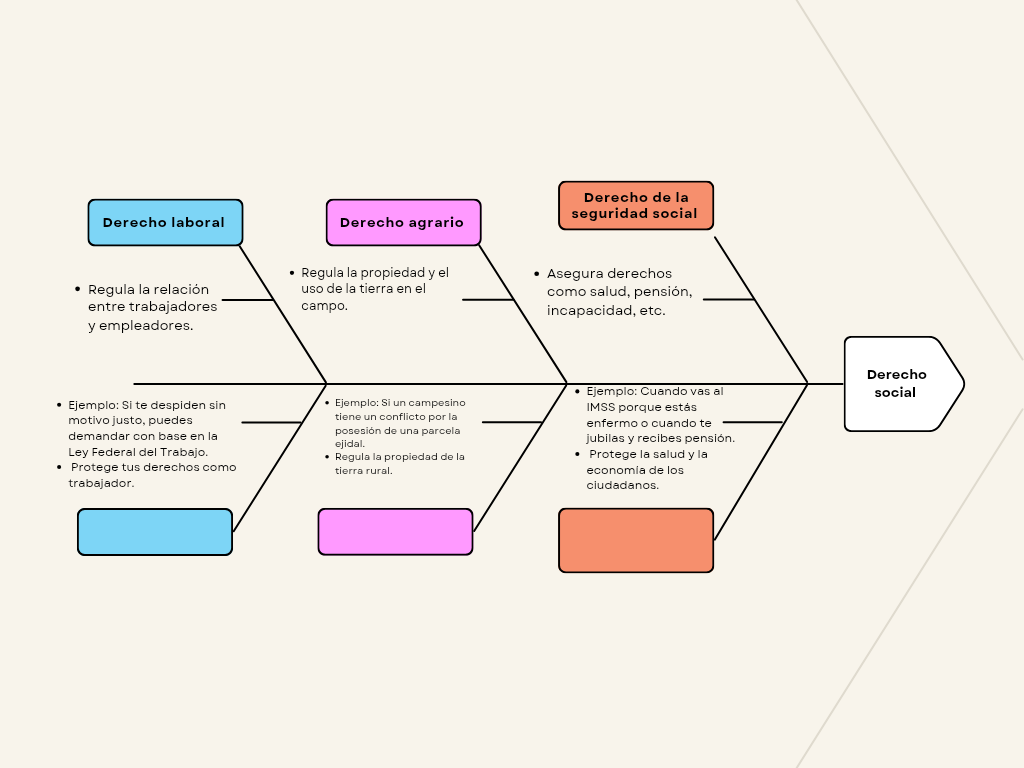 Derecho laboral
• Regula la relación
entre trabajadores
y empleadores.
Derecho agrario
• Regula la propiedad y el
uso de la tierra en el
campo.
Derecho de la
seguridad social
• Asegura derechos
como salud, pensión,
incapacidad, etc.
Derecho
social
• Ejemplo: Si te despiden sin
motivo justo, puedes
demandar con base en la
Ley Federal del Trabajo.
• Protege tus derechos como
trabajador.
• Ejemplo: Si un campesino
tiene un conflicto por la
posesión de una parcela
ejidal.
• Regula la propiedad de la
tierra rural.
• Ejemplo: Cuando vas al
IMSS porque estás
enfermo o cuando te
jubilas y recibes pensión.
• Protege la salud y la
economía de los
ciudadanos.